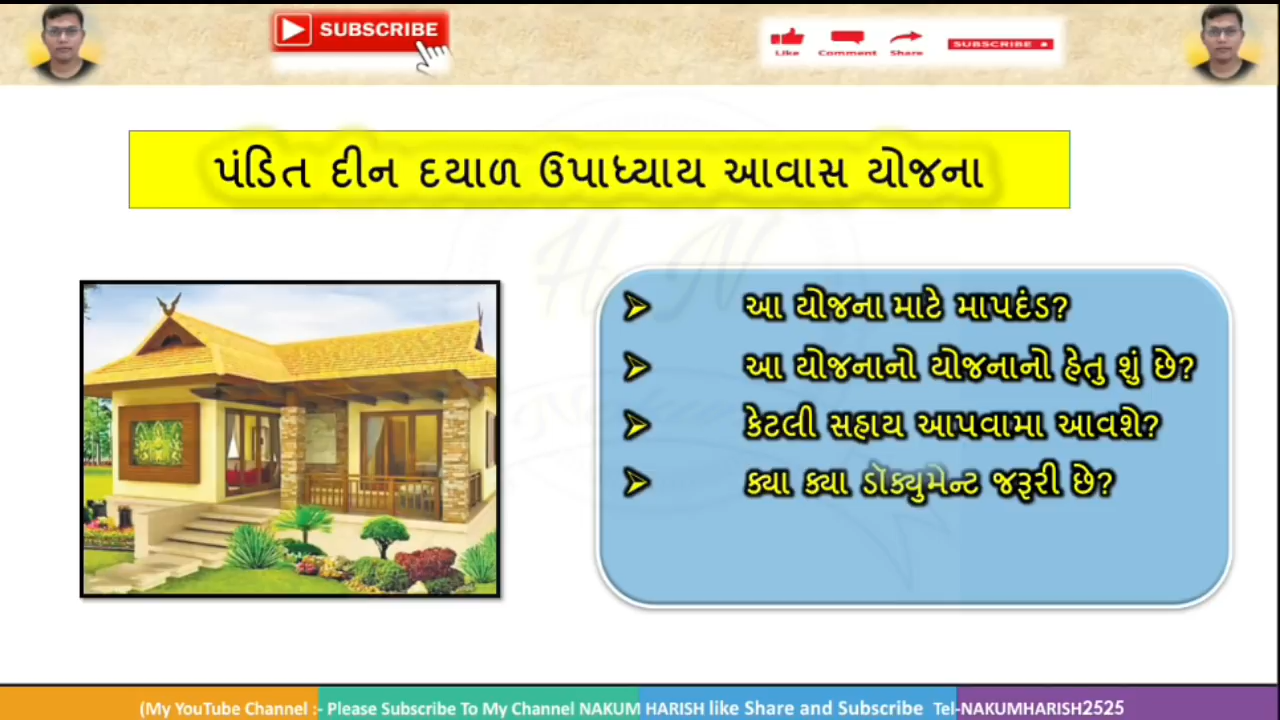 SUBSCRIBE
Like Comment Share SUBSCRIBE
પંડિત દીન દયાળ ઉપાધ્યાય આવાસ યોજના
આ યોજના માટે માપદંડ?
આ યોજનાનો યોજનાનો હેતુ શું છે?
કેટલી સહાય આપવામા આવશે?
ક્યા ક્યા ડૉક્યુમેન્ટ જરૂરી છે?
H N
(My YouTube Channel :- Please Subscribe To My Channel NAKUM HARISH like Share and Subscribe Tel-NAKUMHARISH2525